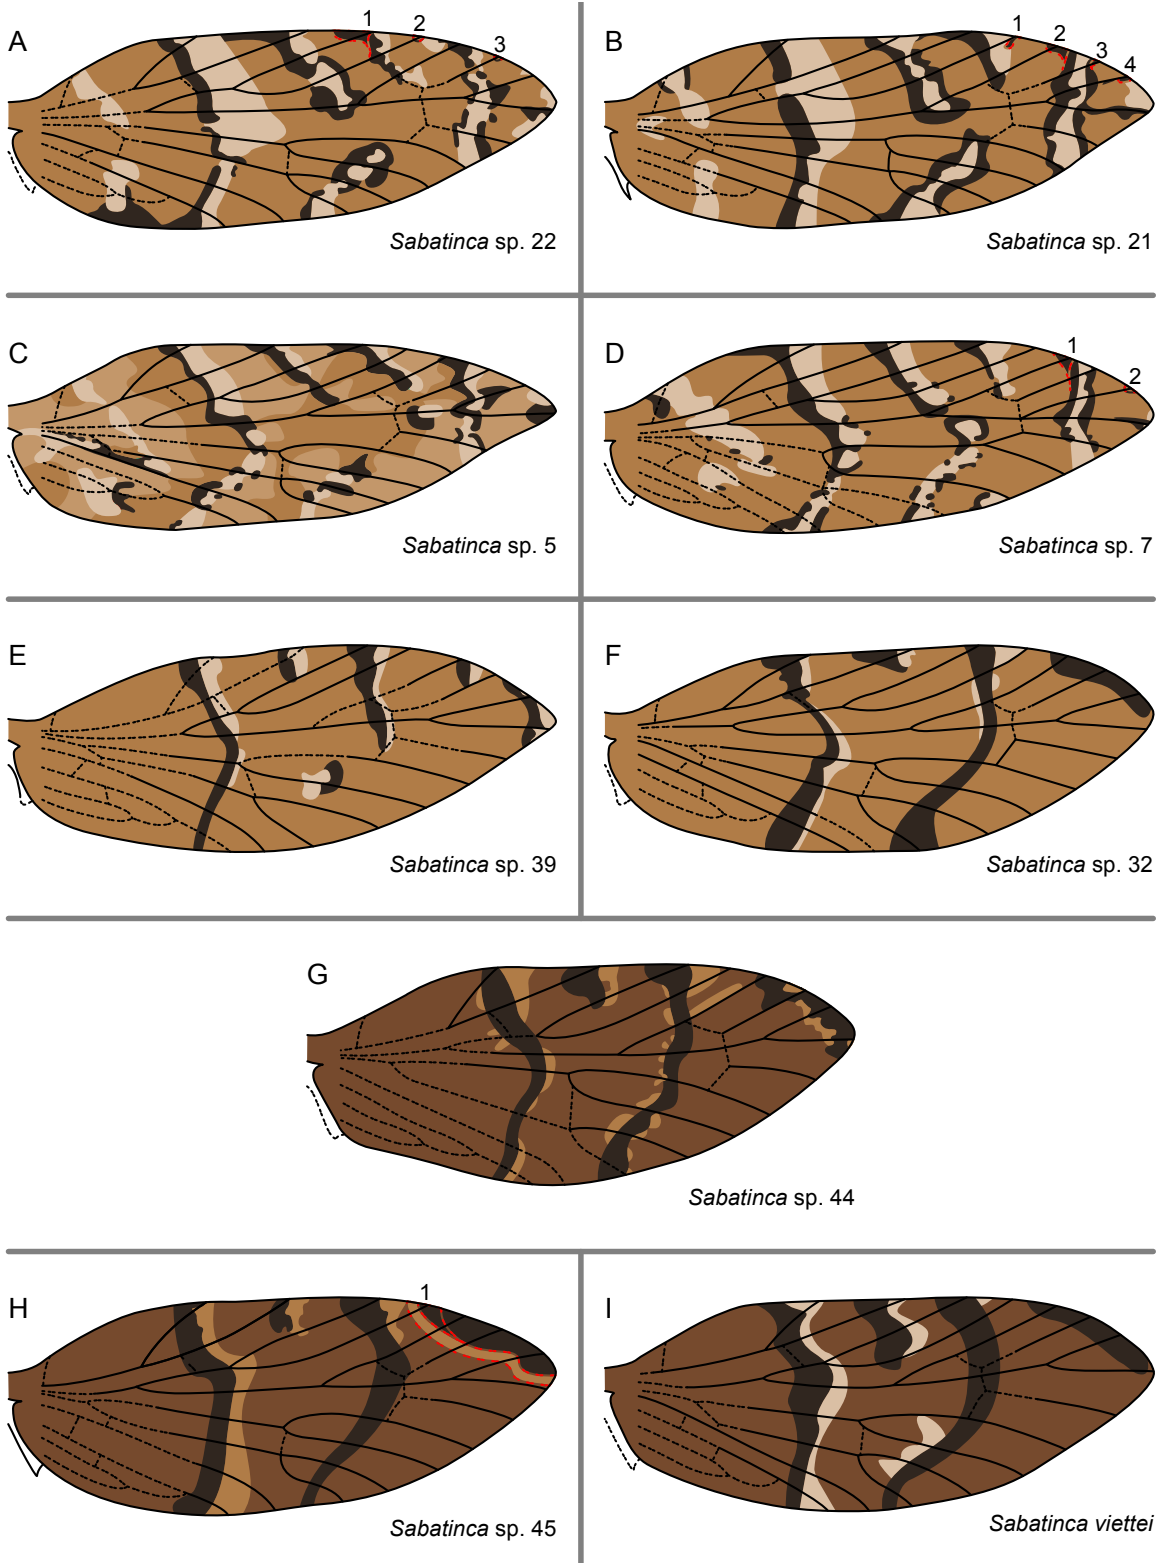 A
1
2
3
Sabatinca sp. 22
B
1
2
3
4
Sabatinca sp. 21
C
Sabatinca sp. 5
D
1
2
Sabatinca sp. 7
E
Sabatinca sp. 39
F
Sabatinca sp. 32
G
Sabatinca sp. 44
H
1
Sabatinca sp. 45
I
Sabatinca viettei